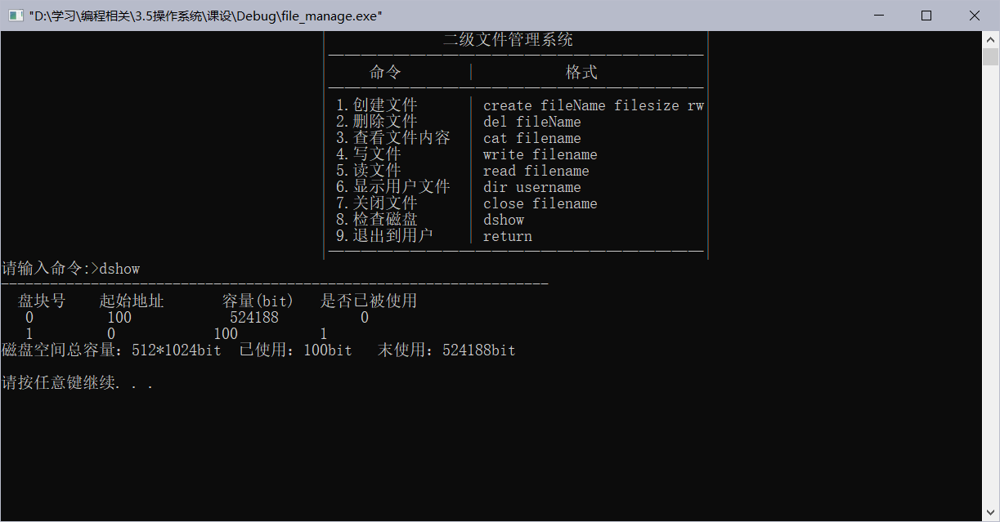 "D:\学习\编程相关\3.5操作系统\课设\Debug\file_manage.exe"
二级文件管理系统
命令 格式
1.创建文件 create fileName filesize rw
2.删除文件 del fileName
3.查看文件内容 cat filename
4.写文件 write filename
5.读文件 read filename
6.显示用户文件 dir username
7.关闭文件 close filename
8.检查磁盘 dshow
9.退出到用户 return
请输入命令:>dshow
盘块号 起始地址 容量(bit) 是否已被使用
0 100 524188 0
1 0 100 1
磁盘空间总容量：512*1024bit 已使用：100bit 末使用：524188bit
请按任意键继续. . .